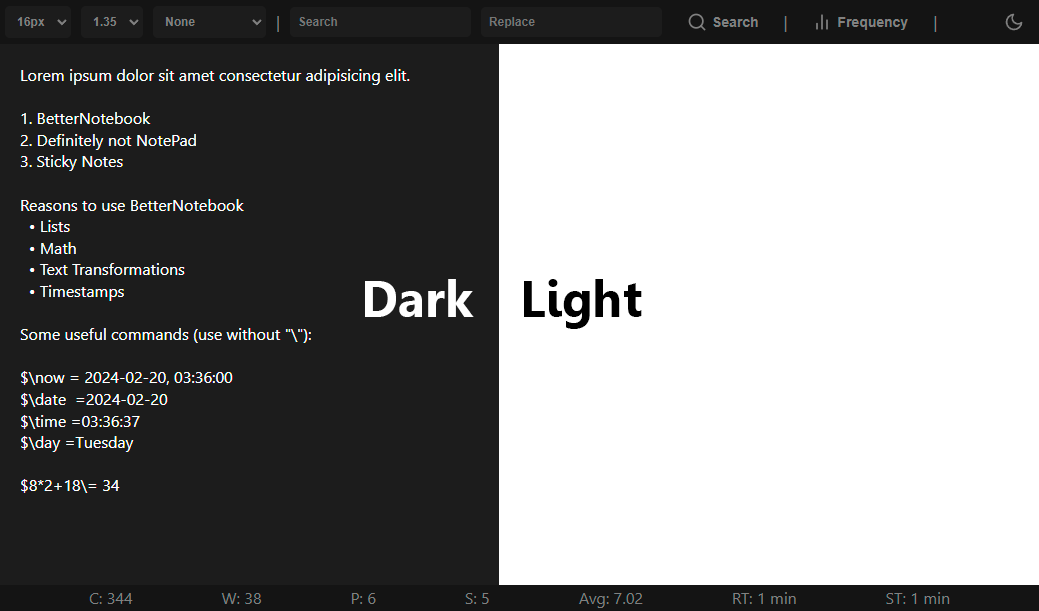 16px 1.35 None | Search Replace Search | Frequency |
Lorem ipsum dolor sit amet consectetur adipisicing elit.
1. BetterNotebook
2. Definitely not NotePad
3. Sticky Notes
Reasons to use BetterNotebook
• Lists
• Math
• Text Transformations
• Timestamps
Dark Light
Some useful commands (use without "\"):
$\now = 2024-02-20, 03:36:00
$\date  =2024-02-20
$\time =03:36:37
$\day =Tuesday
$8*2+18\= 34
C: 344 W: 38 P: 6 S: 5 Avg: 7.02 RT: 1 min ST: 1 min